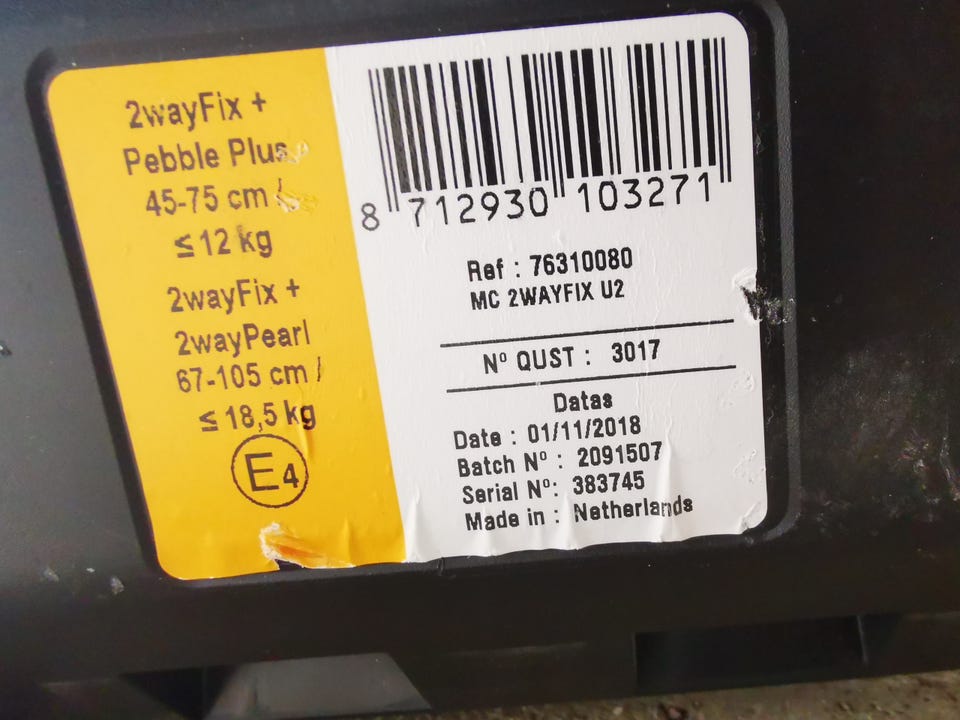 2wayFix +
Pebble Plus
45-75 cm /
≤ 12 kg
2wayFix +
2wayPearl
67-105 cm /
≤ 18,5 kg
E4
8 712930 103271
Ref : 76310080
MC 2WAYFIX U2
Nº QUST : 3017
Datas
Date : 01/11/2018
Batch Nº : 2091507
Serial Nº: 383745
Made in : Netherlands